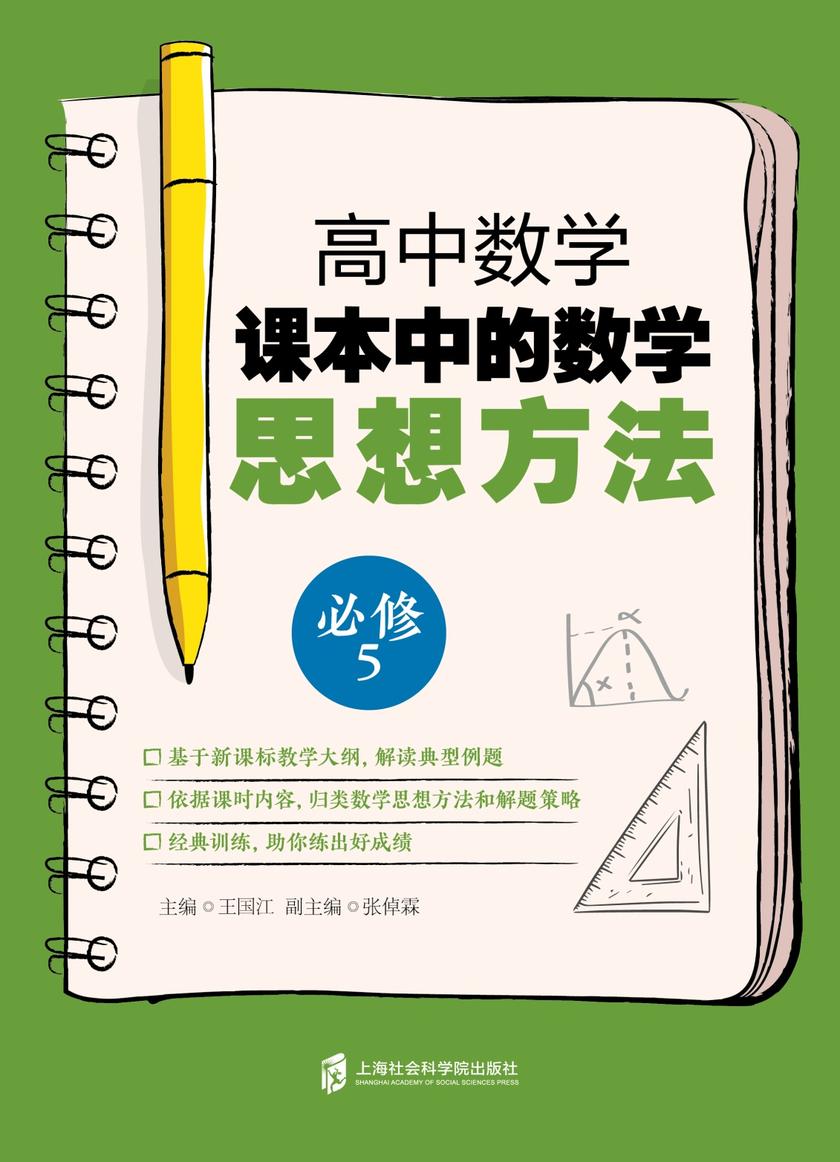 高中数学
课本中的数学
思想方法
必修
5
α
x
基于新课标教学大纲，解读典型例题
依据课时内容，归类数学思想方法和解题策略
经典训练，助你练出好成绩
主编◎王国江 副主编◎张倬霖
上海社会科学院出版社
SHANGHAI ACADEMY OF SOCIAL SCIENCES PRESS